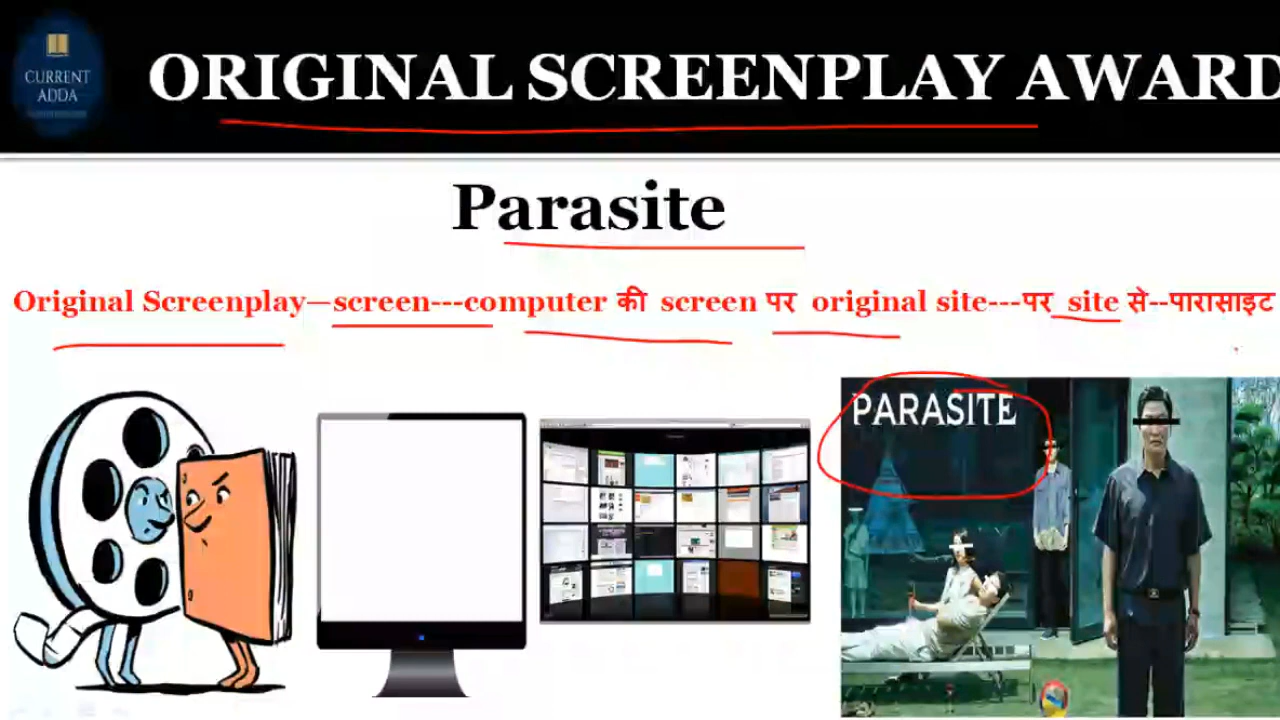 CURRENT
ADDA
ORIGINAL SCREENPLAY AWARD
Parasite
Original Screenplay—screen---computer की screen पर original site---पर site से--पारासाइट
PARASITE